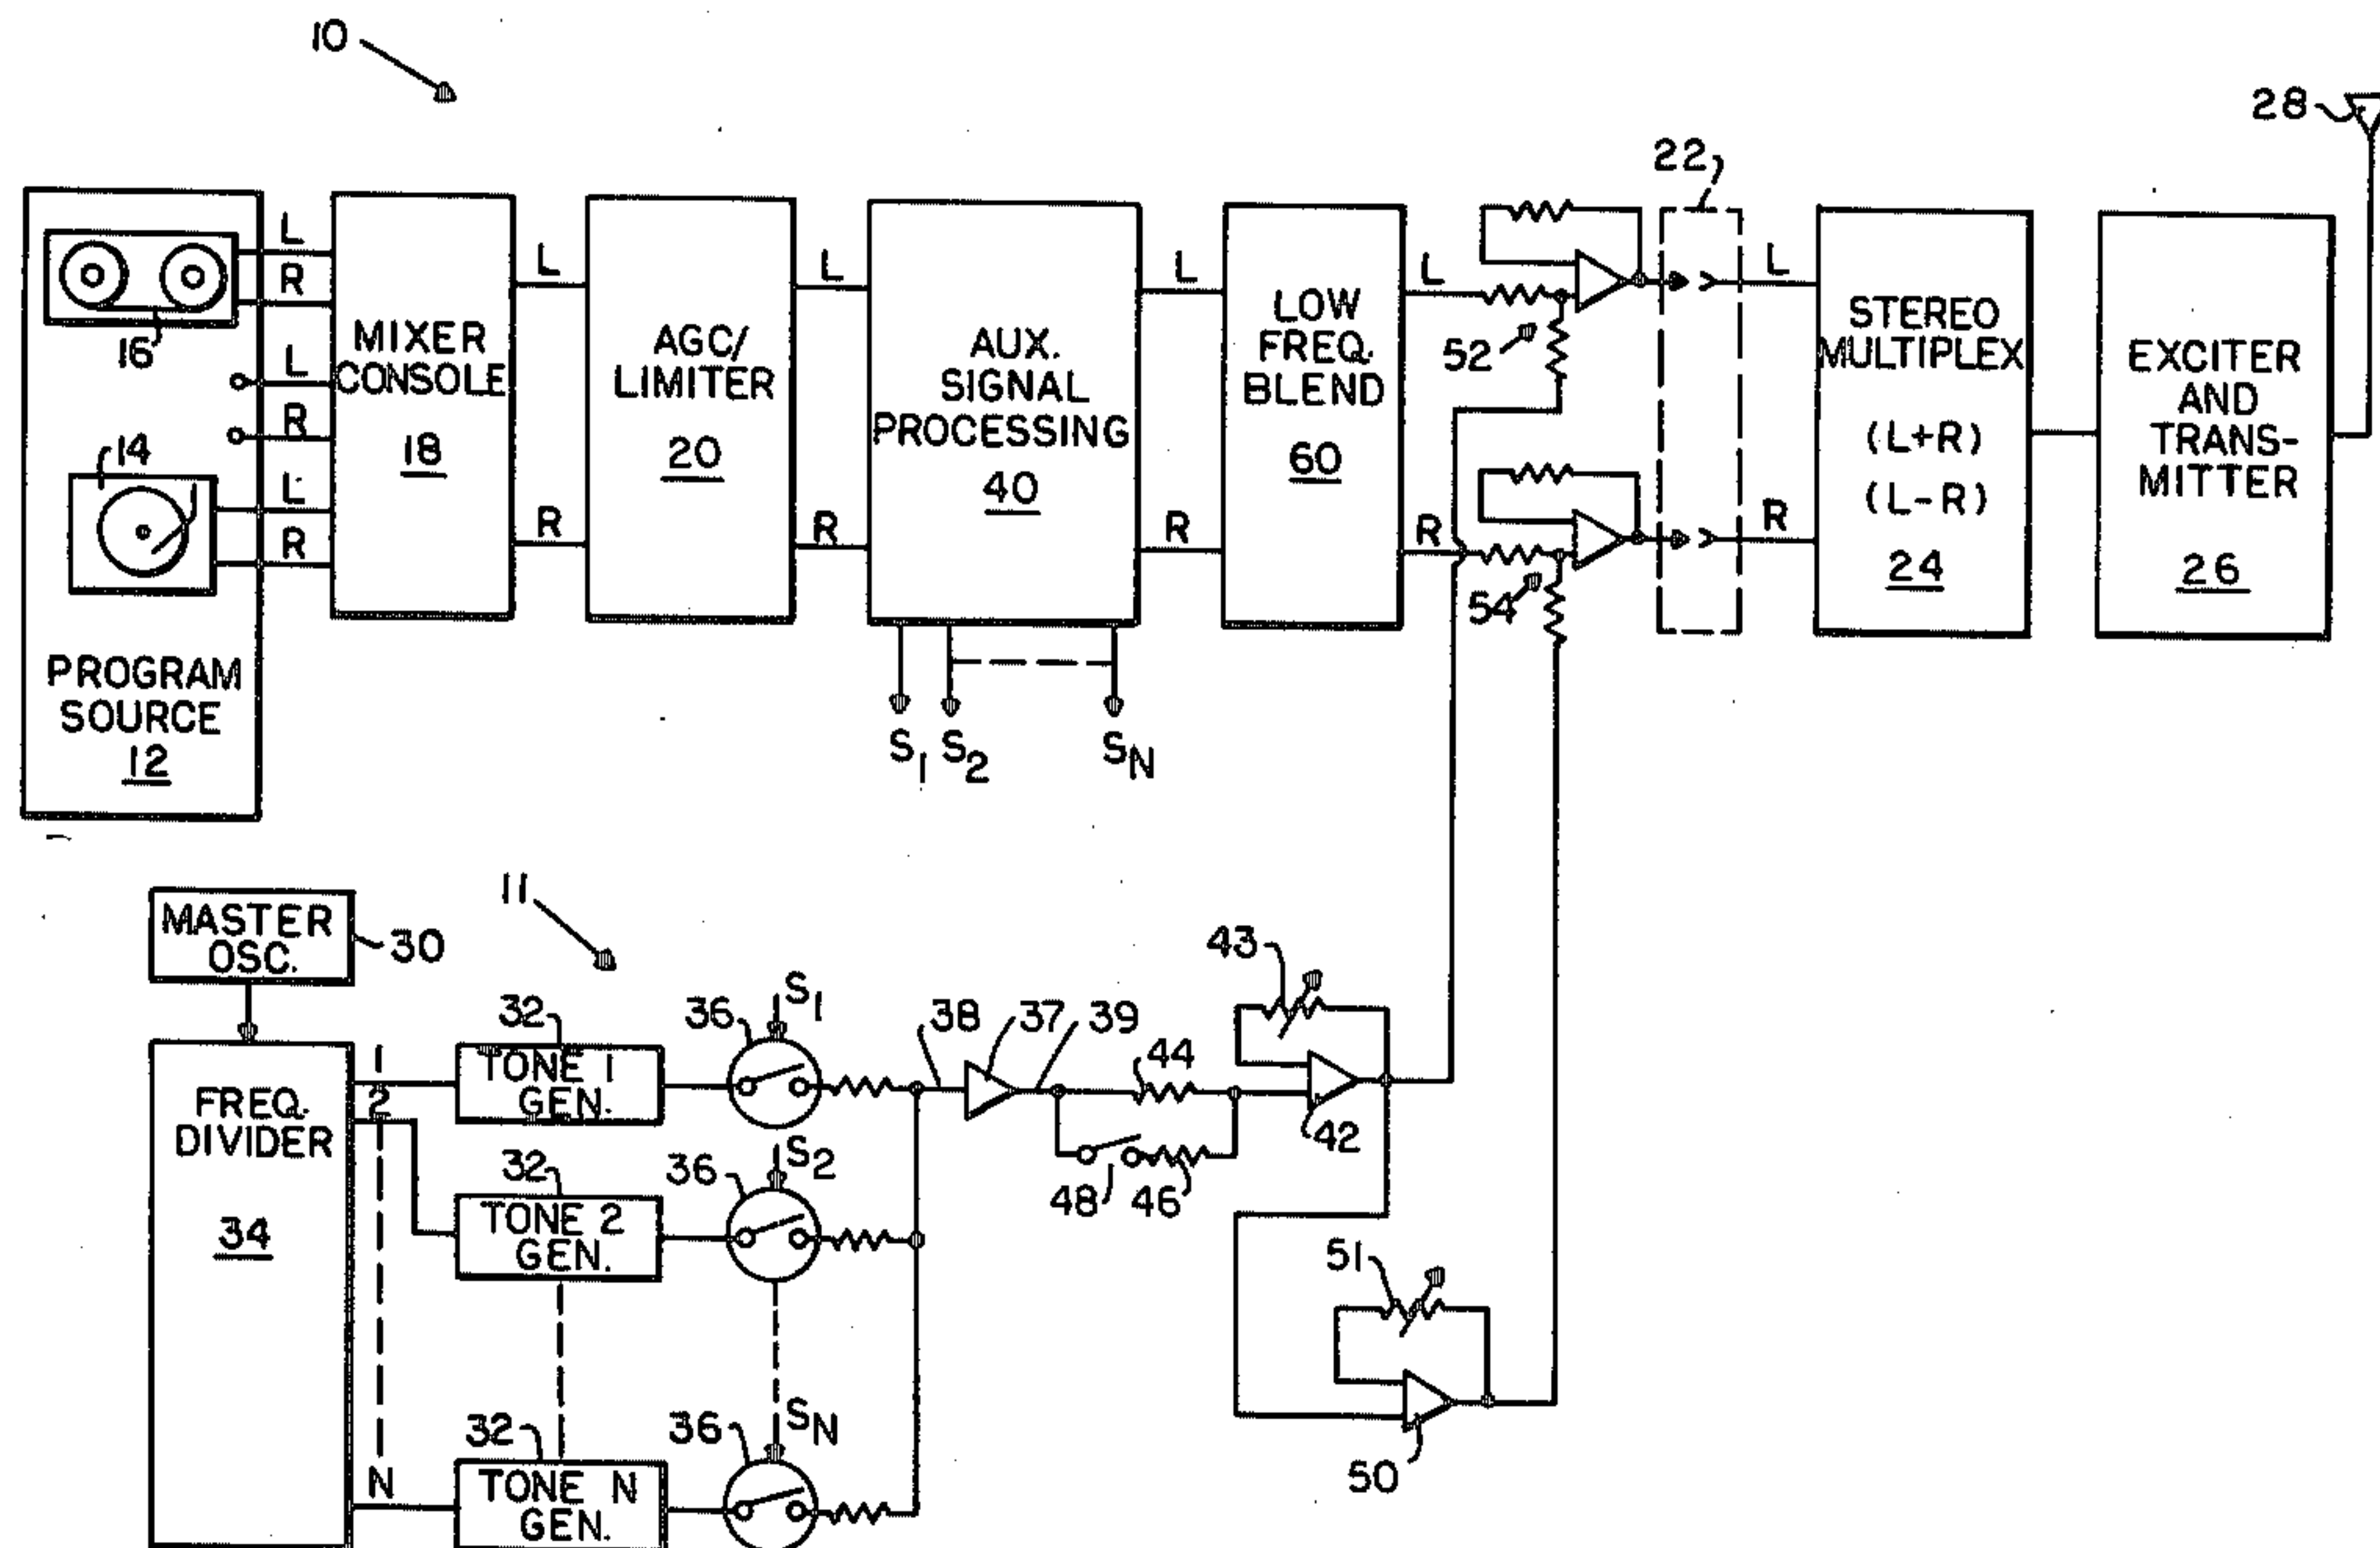 10
28
22
L
R
16
L
R
14
L
R
PROGRAM
SOURCE
12
MIXER
CONSOLE
18
L
R
AGC/
LIMITER
20
L
R
AUX.
SIGNAL
PROCESSING
40
S1 S2 SN
L
R
LOW
FREQ.
BLEND
60
L
R
52
54
L
R
STEREO
MULTIPLEX
(L+R)
(L-R)
24
EXCITER
AND
TRANS-
MITTER
26
11
MASTER
OSC.
30
FREQ.
DIVIDER
34
1
2
N
32
TONE 1
GEN.
36
S1
32
TONE 2
GEN.
36
S2
32
TONE N
GEN.
36
SN
38
37
39
44
48
46
43
42
51
50